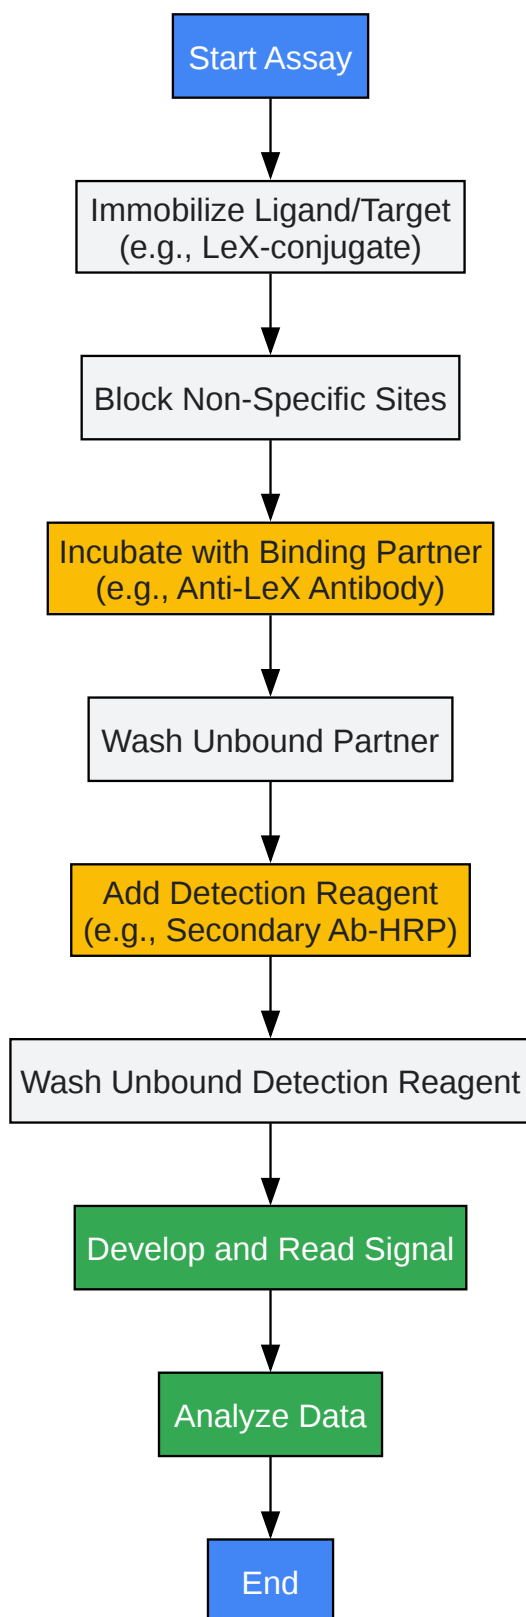 Start Assay
Immobilize Ligand/Target
(e.g., LeX-conjugate)
Block Non-Specific Sites
Incubate with Binding Partner
(e.g., Anti-LeX Antibody)
Wash Unbound Partner
Add Detection Reagent
(e.g., Secondary Ab-HRP)
Wash Unbound Detection Reagent
Develop and Read Signal
Analyze Data
End